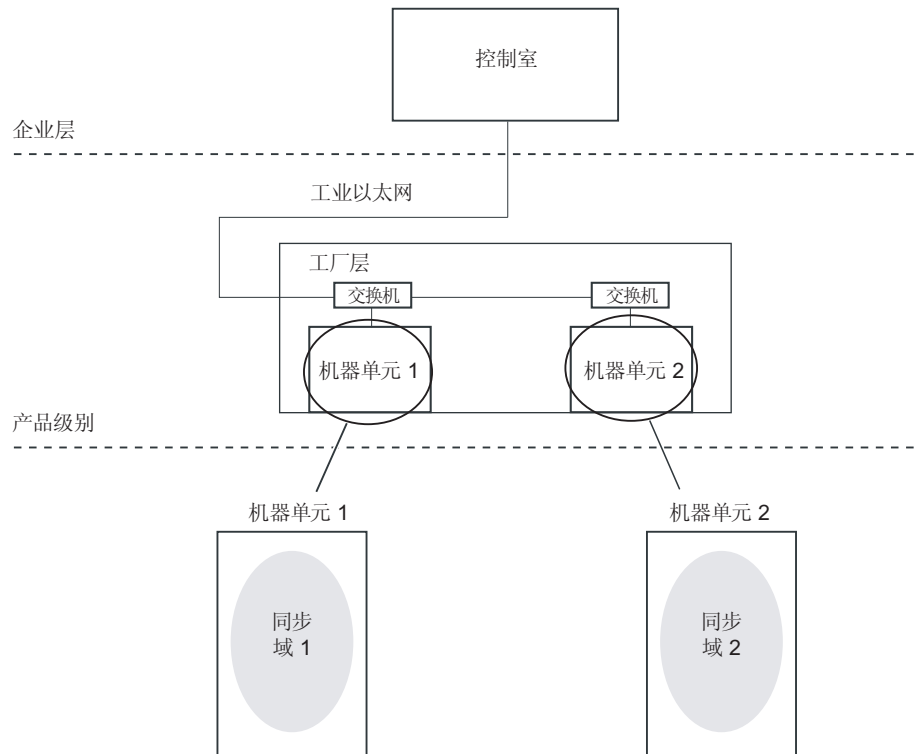 控制室
企业层
工业以太网
工厂层
交换机
交换机
机器单元 1
机器单元 2
产品级别
机器单元 1
机器单元 2
同步
域 1
同步
域 2